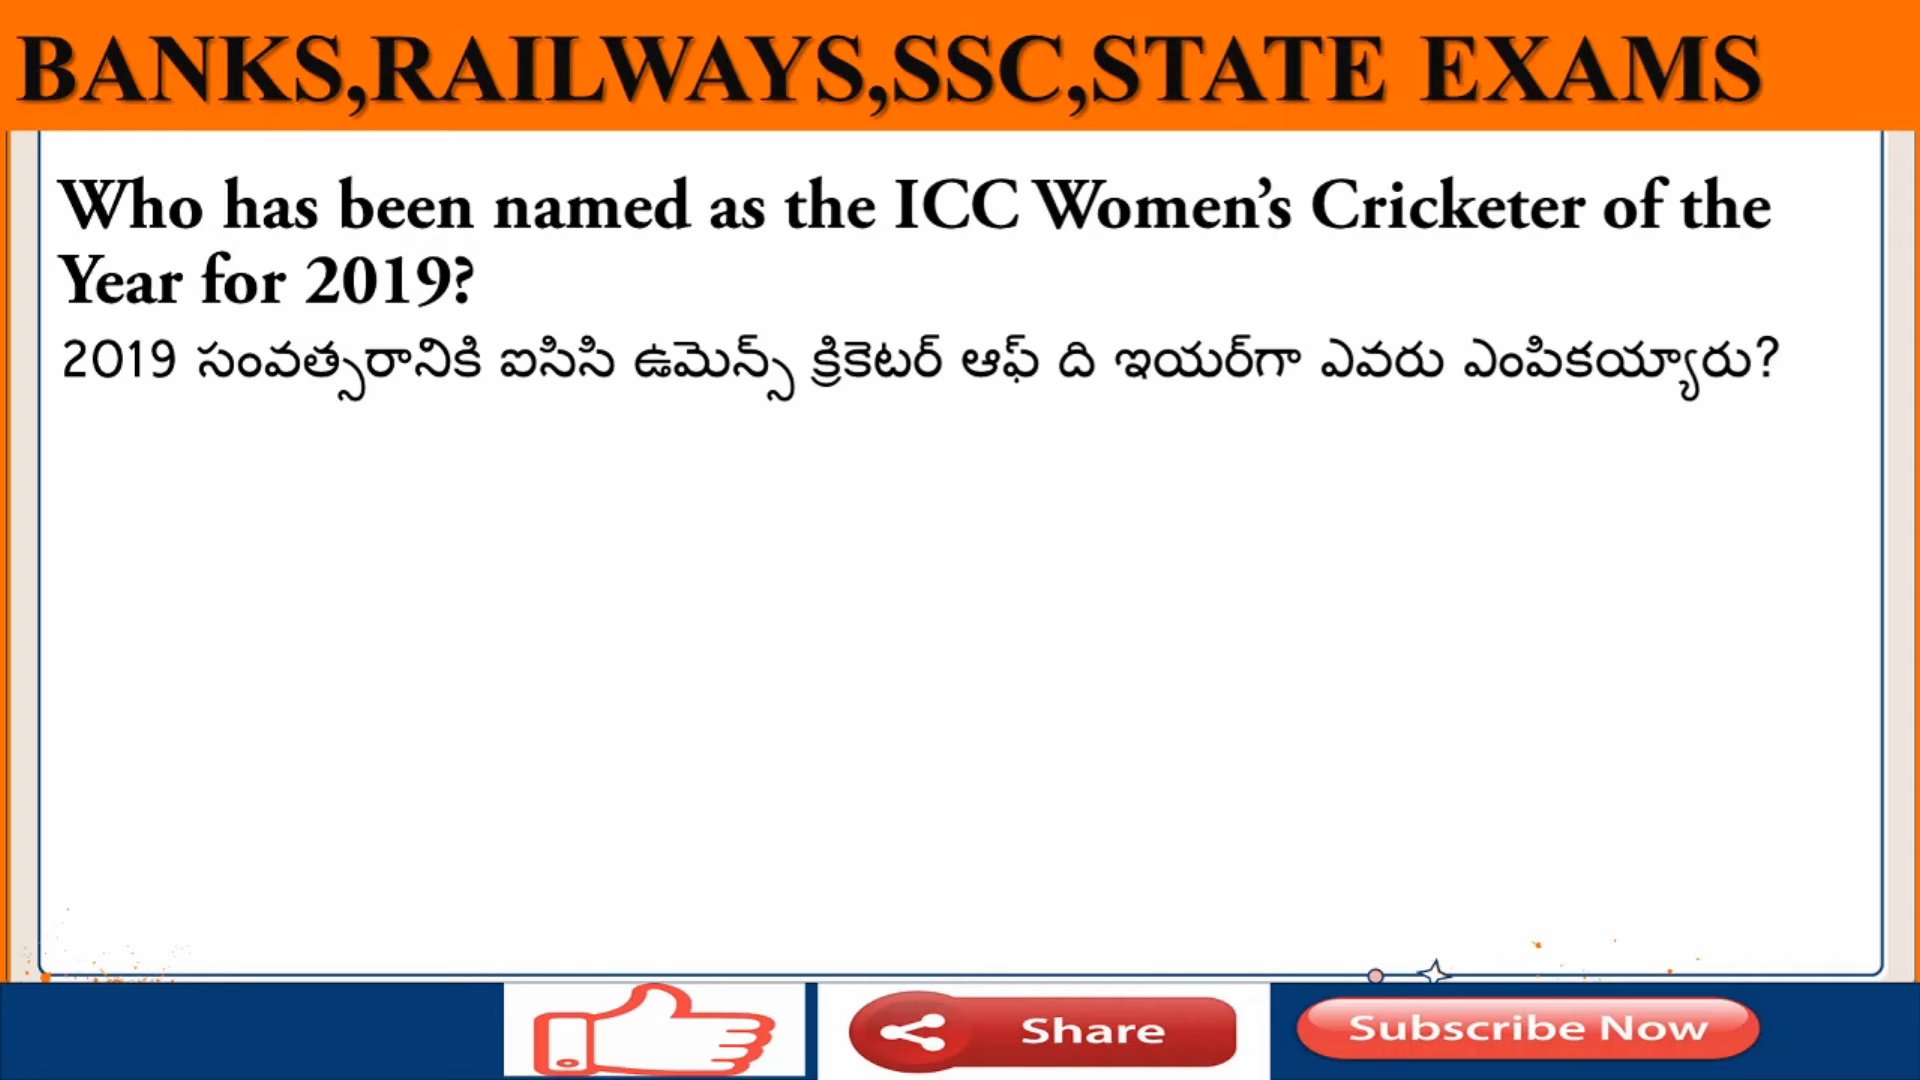 BANKS,RAILWAYS,SSC,STATE EXAMS
Who has been named as the ICC Women’s Cricketer of the
Year for 2019?
2019 సంవత్సరానికి ఐసిసి ఉమెన్స్ క్రికెటర్ ఆఫ్ ది ఇయర్‌గా ఎవరు ఎంపికయ్యారు?
Share
Subscribe Now